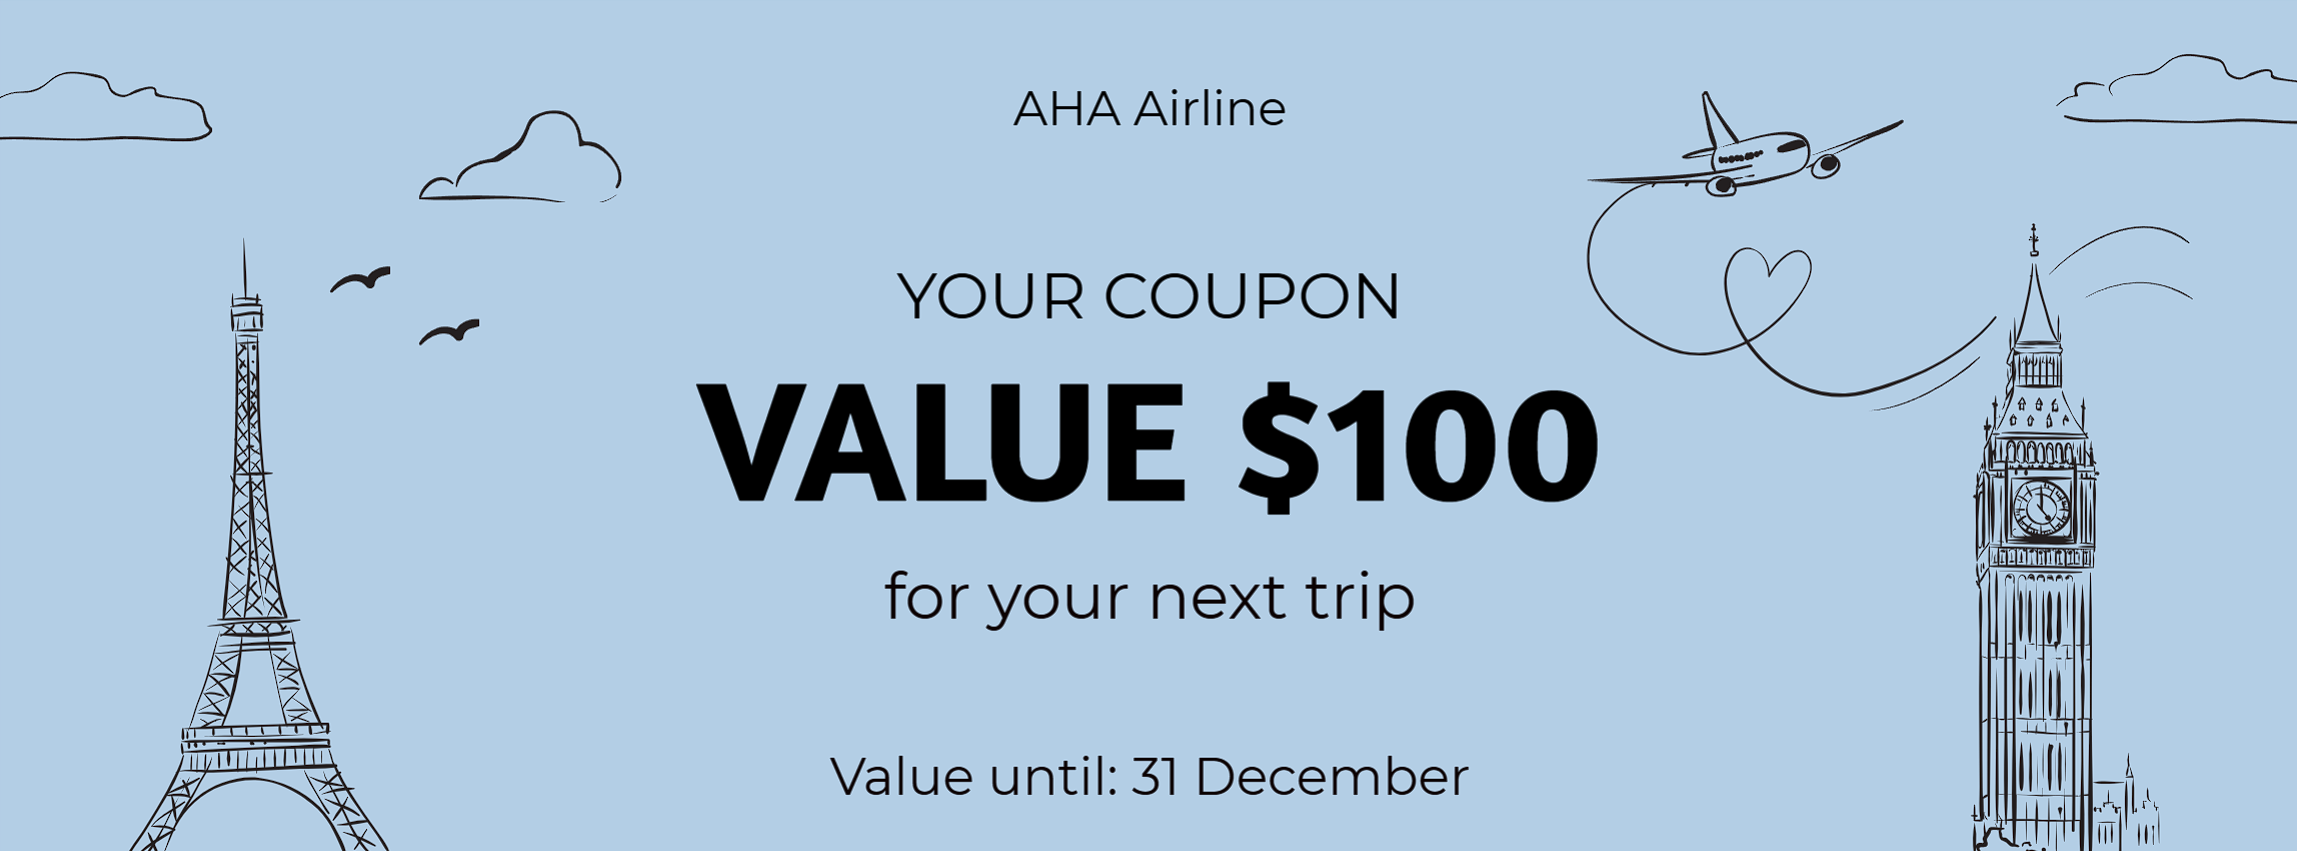 AHA Airline
YOUR COUPON
VALUE $100
for your next trip
Value until: 31 December